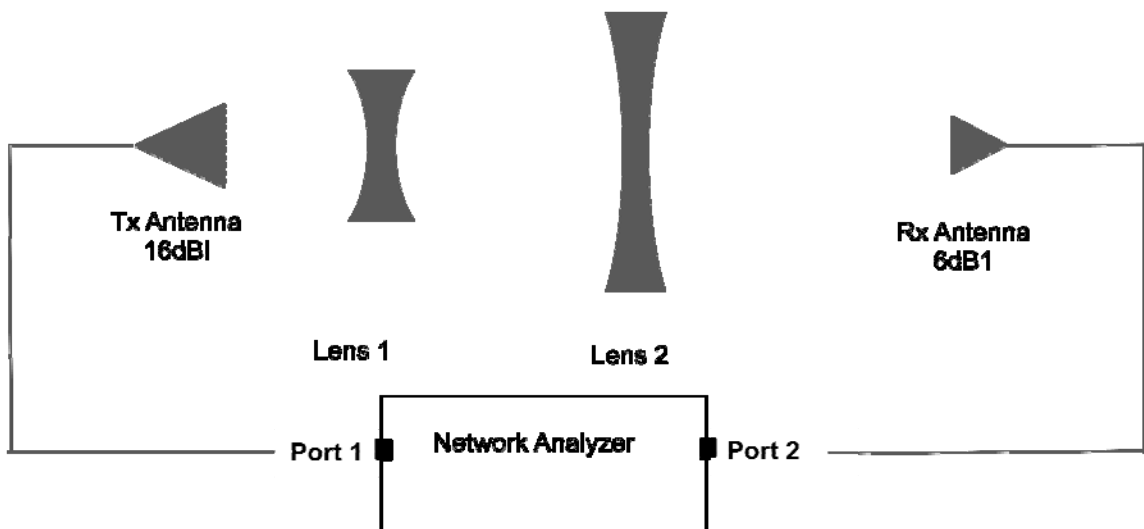 Tx Antenna
16dBI
Rx Antenna
6dB1
Lens 1
Lens 2
Port 1
Network Analyzer
Port 2